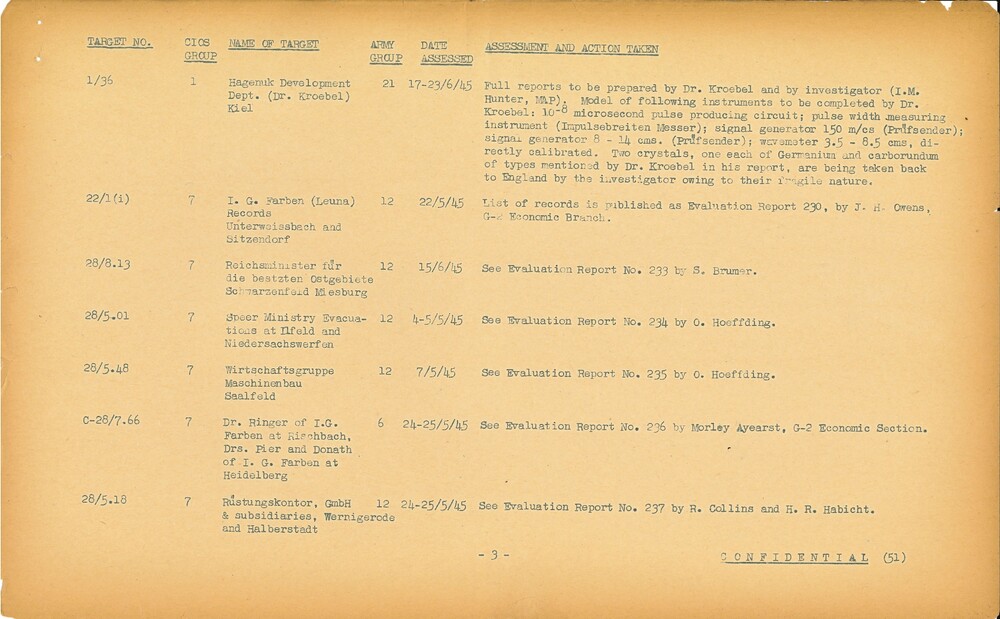 TARGET NO. CIOS GROUP NAME OF TARGET ARMY GROUP DATE ASSESSED ASSESSMENT AND ACTION TAKEN
1/36 1 Hagenuk Development 21 17-23/6/45 Full reports to be prepared by Dr. Kroebel and by investigator (I.M.
Dept. (Dr. Kroebel) Hunter, MAP). Model of following instruments to be completed by Dr.
Kiel Kroebel: 10-8 microsecond pulse producing circuit; pulse width measuring
instrument (Impulsebreiten Messer); signal generator 150 m/cs (Prüfsender);
signal generator 8 - 14 cms. (Prüfsender); wavemeter 3.5 - 8.5 cms, di-
rectly calibrated. Two crystals, one each of Germanium and carborundum
of types mentioned by Dr. Kroebel in his report, are being taken back
to England by the investigator owing to their fragile nature.
22/1(i) 7 I. G. Farben (Leuna) 12 22/5/45 List of records is published as Evaluation Report 230, by J. H. Owens,
Records G-2 Economic Branch.
Unterweissbach and
Sitzendorf
28/8.13 7 Reichsminister für 12 15/6/45 See Evaluation Report No. 233 by S. Brumer.
die bestzten Ostgebiete
Schwarzenfeld Miesburg
28/5.01 7 Speer Ministry Evacua- 12 4-5/5/45 See Evaluation Report No. 234 by O. Hoeffding.
tions at Ilfeld and
Niedersachswerfen
28/5.48 7 Wirtschaftsgruppe 12 7/5/45 See Evaluation Report No. 235 by O. Hoeffding.
Maschinenbau
Saalfeld
C-28/7.66 7 Dr. Ringer of I.G. 6 24-25/5/45 See Evaluation Report No. 236 by Morley Ayearst, G-2 Economic Section.
Farben at Rischbach,
Drs. Pier and Donath
of I. G. Farben at
Heidelberg
28/5.18 7 Rüstungskontor, GmbH 12 24-25/5/45 See Evaluation Report No. 237 by R. Collins and H. R. Habicht.
& subsidiaries, Wernigerode
and Halberstadt
- 3 - CONFIDENTIAL (51)